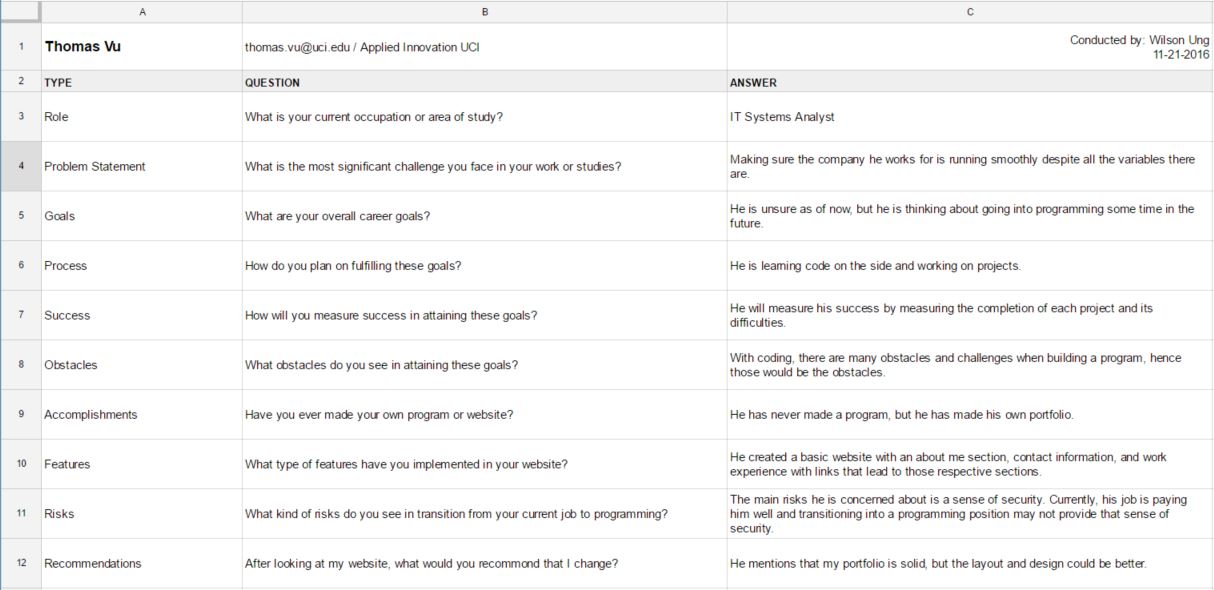 A B C
1 Thomas Vu thomas.vu@uci.edu / Applied Innovation UCI Conducted by: Wilson Ung
11-21-2016
2 TYPE QUESTION ANSWER
3 Role What is your current occupation or area of study? IT Systems Analyst
4 Problem Statement What is the most significant challenge you face in your work or studies? Making sure the company he works for is running smoothly despite all the variables there
are.
5 Goals What are your overall career goals? He is unsure as of now, but he is thinking about going into programming some time in the
future.
6 Process How do you plan on fulfilling these goals? He is learning code on the side and working on projects.
7 Success How will you measure success in attaining these goals? He will measure his success by measuring the completion of each project and its
difficulties.
8 Obstacles What obstacles do you see in attaining these goals? With coding, there are many obstacles and challenges when building a program, hence
those would be the obstacles.
9 Accomplishments Have you ever made your own program or website? He has never made a program, but he has made his own portfolio.
10 Features What type of features have you implemented in your website? He created a basic website with an about me section, contact information, and work
experience with links that lead to those respective sections.
11 Risks What kind of risks do you see in transition from your current job to programming? The main risks he is concerned about is a sense of security. Currently, his job is paying
him well and transitioning into a programming position may not provide that sense of
security.
12 Recommendations After looking at my website, what would you recommond that I change? He mentions that my portfolio is solid, but the layout and design could be better.